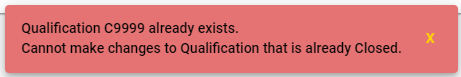 Qualification C9999 already exists.
Cannot make changes to Qualification that is already Closed.
X